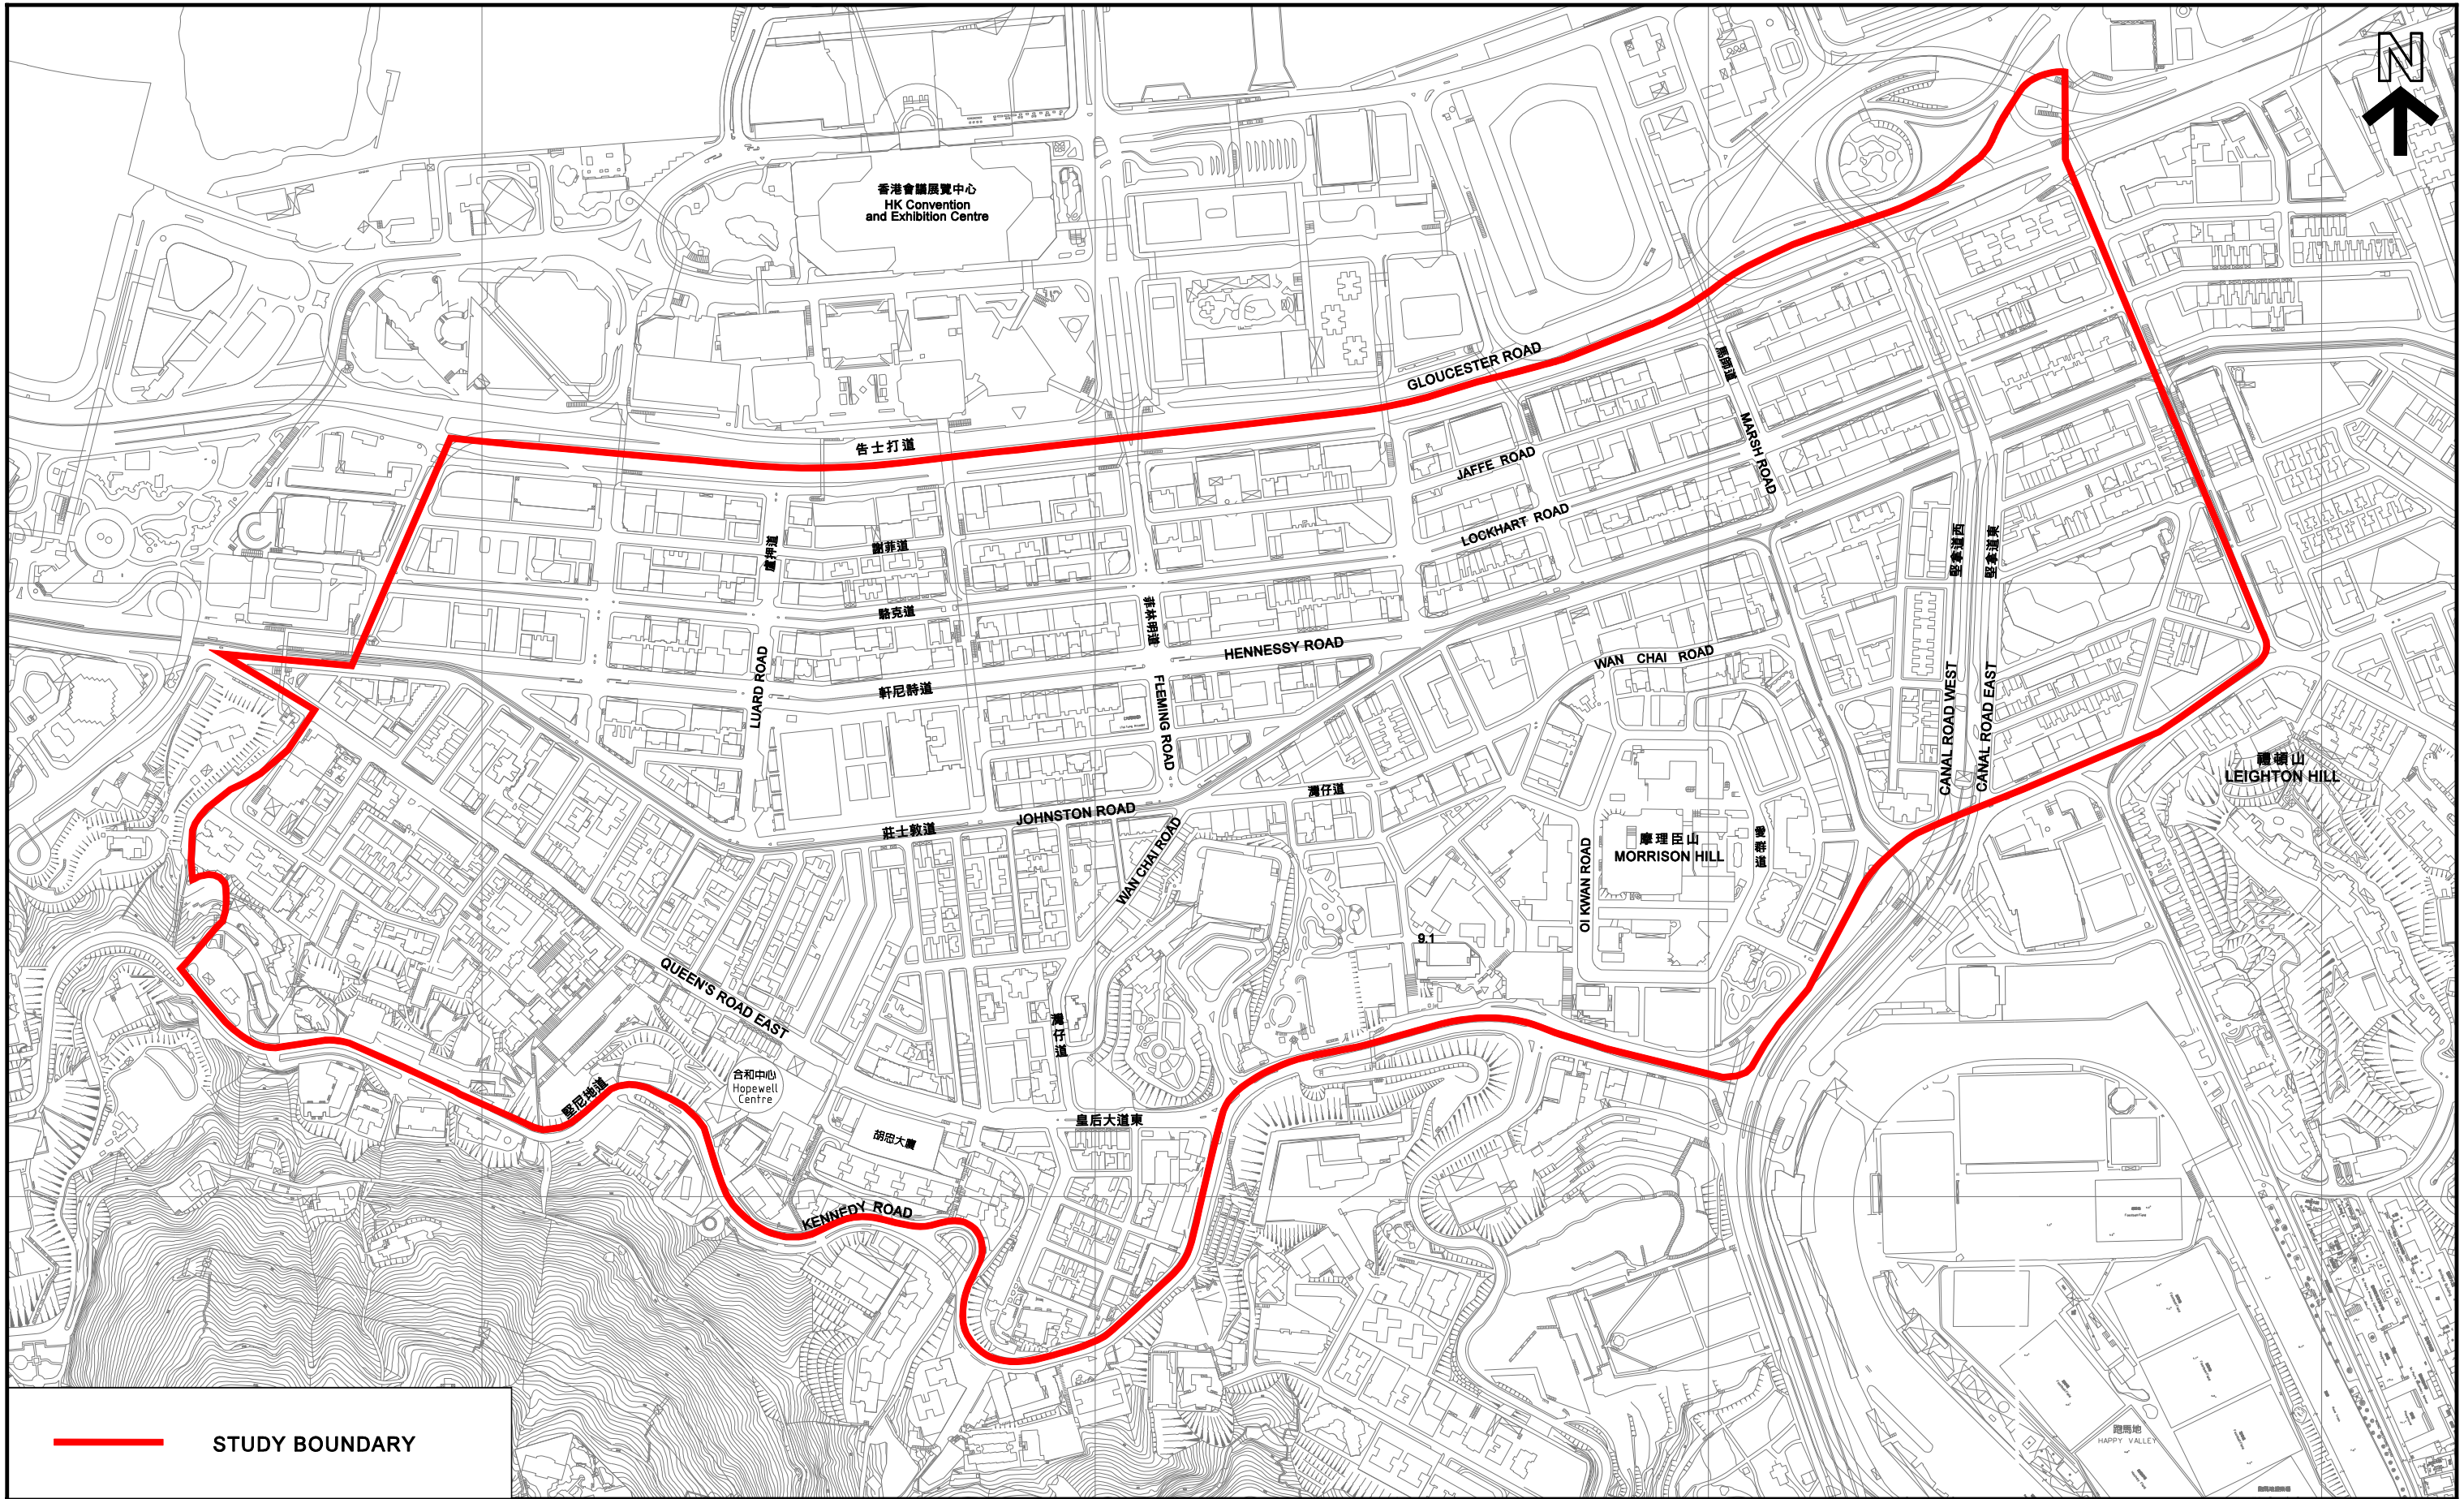 N
香港會議展覽中心
HK Convention
and Exhibition Centre
GLOUCESTER ROAD
告士打道
馬師道
MARSH ROAD
JAFFE ROAD
謝菲道
盧押道
LOCKHART ROAD
駱克道
菲林明道
堅拿道西
堅拿道東
HENNESSY ROAD
軒尼詩道
LUARD ROAD
FLEMING ROAD
WAN CHAI ROAD
CANAL ROAD WEST
CANAL ROAD EAST
禮頓山
LEIGHTON HILL
灣仔道
JOHNSTON ROAD
莊士敦道
WAN CHAI ROAD
OI KWAN ROAD
摩理臣山
MORRISON HILL
愛群道
9.1
QUEEN'S ROAD EAST
灣仔道
合和中心
Hopewell
Centre
堅尼地道
皇后大道東
胡忠大廈
KENNEDY ROAD
跑馬地
HAPPY VALLEY
STUDY BOUNDARY